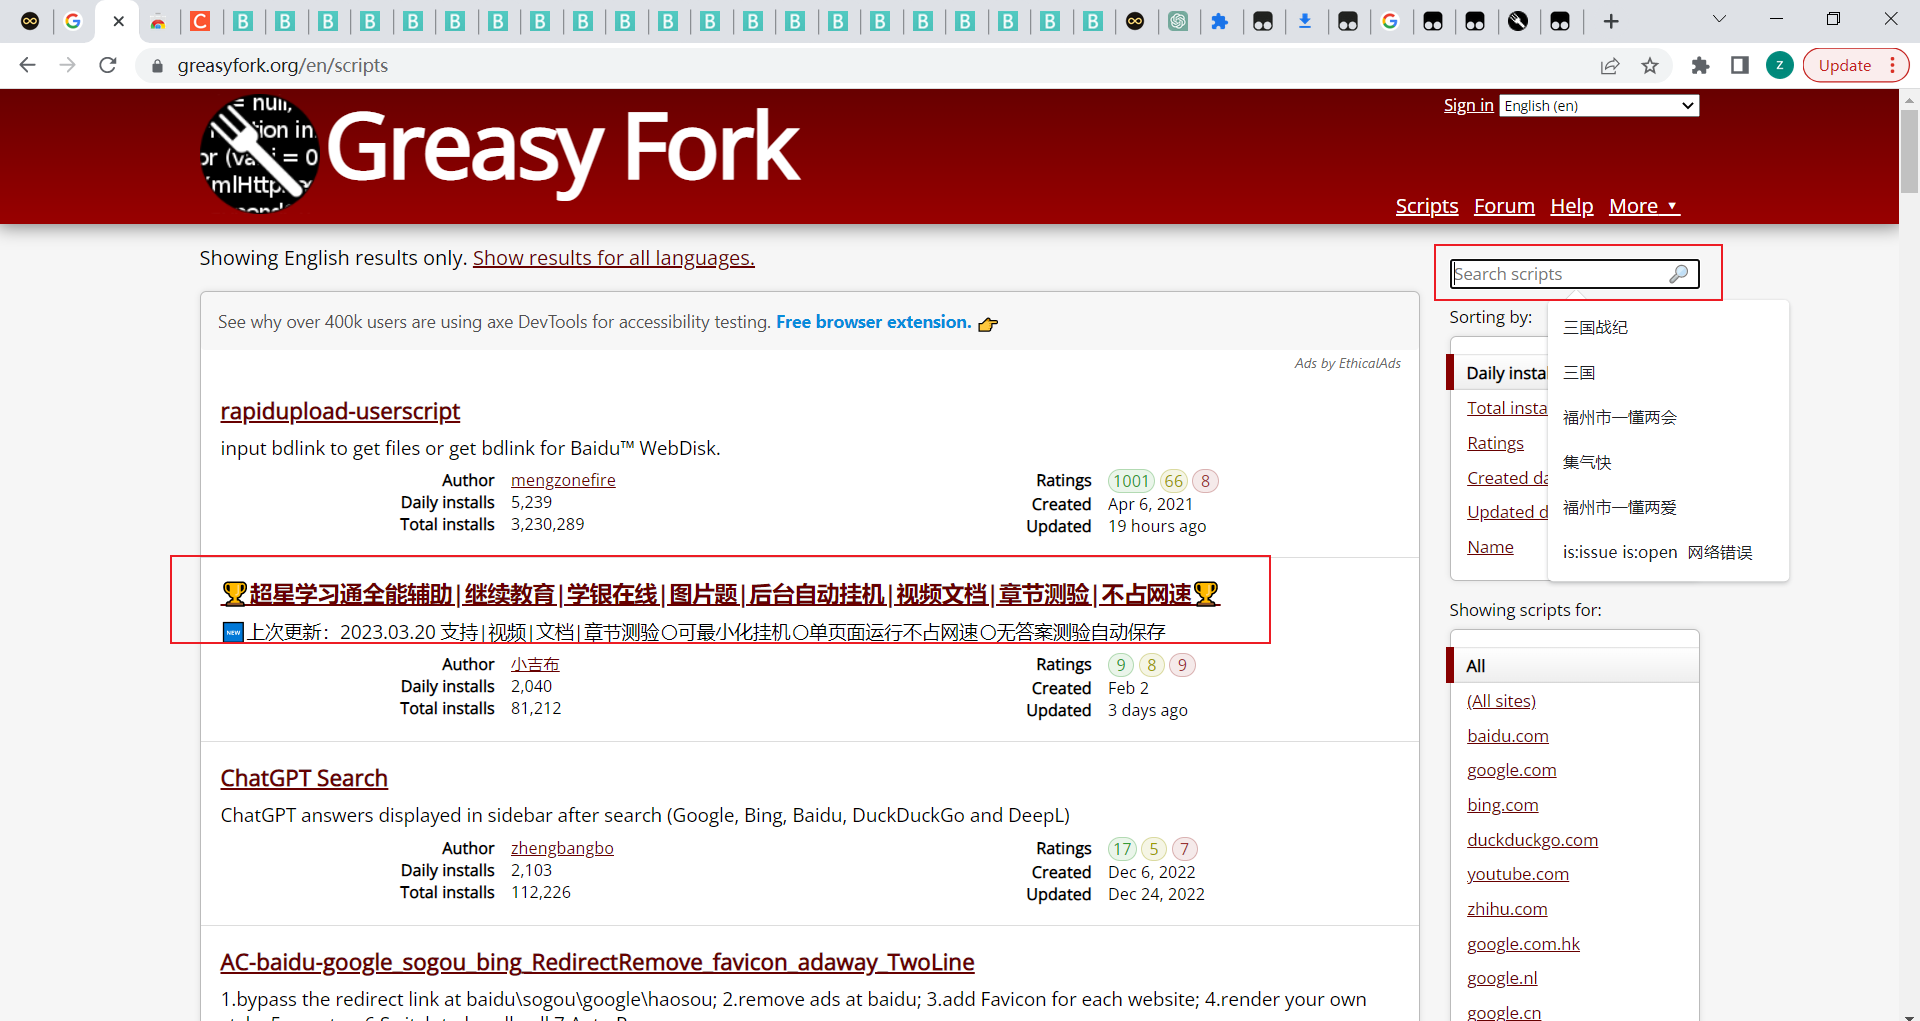 greasyfork.org/en/scripts
Update
= null,
tion in
or (va
i = 0
mlHttp
Greasy Fork
Sign in
English (en)
Scripts
Forum
Help
More ▼
Showing English results only. Show results for all languages.
Search scripts
See why over 400k users are using axe DevTools for accessibility testing. Free browser extension. 👉
Ads by EthicalAds
rapidupload-userscript
input bdlink to get files or get bdlink for Baidu™ WebDisk.
Author mengzonefire
Daily installs 5,239
Total installs 3,230,289
Ratings 1001 66 8
Created Apr 6, 2021
Updated 19 hours ago
🏆超星学习通全能辅助|继续教育|学银在线|图片题|后台自动挂机|视频文档|章节测验|不占网速🏆
🆕上次更新：2023.03.20 支持|视频|文档|章节测验〇可最小化挂机〇单页面运行不占网速〇无答案测验自动保存
Author 小吉布
Daily installs 2,040
Total installs 81,212
Ratings 9 8 9
Created Feb 2
Updated 3 days ago
ChatGPT Search
ChatGPT answers displayed in sidebar after search (Google, Bing, Baidu, DuckDuckGo and DeepL)
Author zhengbangbo
Daily installs 2,103
Total installs 112,226
Ratings 17 5 7
Created Dec 6, 2022
Updated Dec 24, 2022
AC-baidu-google_sogou_bing_RedirectRemove_favicon_adaway_TwoLine
1.bypass the redirect link at baidu\sogou\google\haosou; 2.remove ads at baidu; 3.add Favicon for each website; 4.render your own
Sorting by:
Daily insta
Total insta
Ratings
Created da
Updated d
Name
三国战纪
三国
福州市一懂两会
集气快
福州市一懂两爱
is:issue is:open 网络错误
Showing scripts for:
All
(All sites)
baidu.com
google.com
bing.com
duckduckgo.com
youtube.com
zhihu.com
google.com.hk
google.nl
google.cn